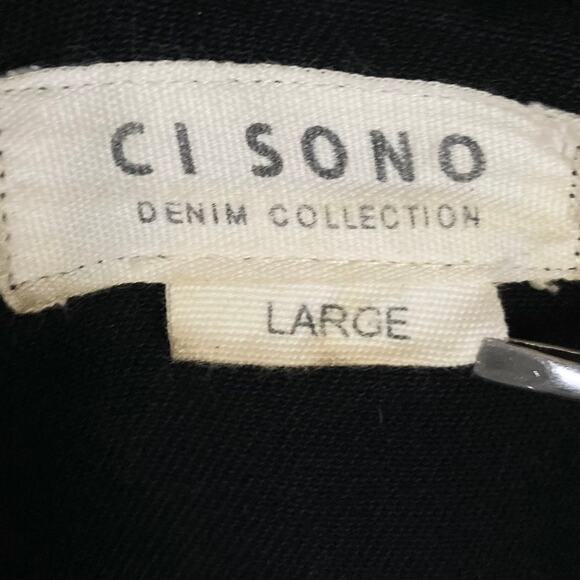 CI SONO
DENIM COLLECTION
LARGE